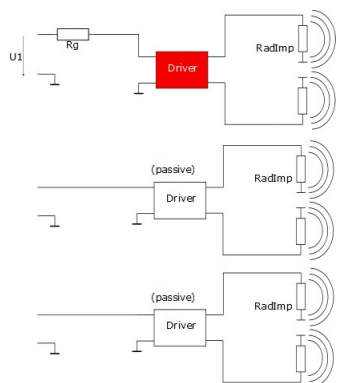 U1
Rg
Driver
RadImp
(passive)
Driver
RadImp
(passive)
Driver
RadImp